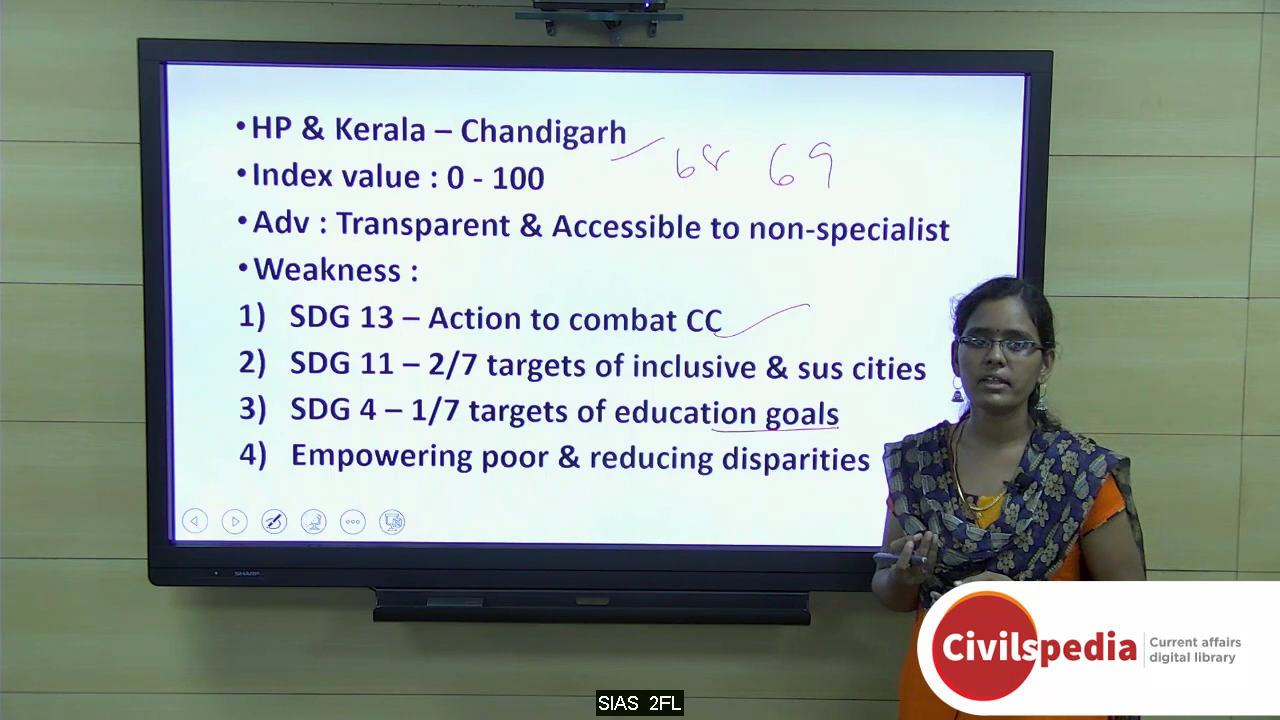 •HP & Kerala – Chandigarh
68 69
•Index value : 0 - 100
•Adv : Transparent & Accessible to non-specialist
•Weakness :
1) SDG 13 – Action to combat CC
2) SDG 11 – 2/7 targets of inclusive & sus cities
3) SDG 4 – 1/7 targets of education goals
4) Empowering poor & reducing disparities
SHARP
Civilspedia
Current affairs
digital library
SIAS 2FL